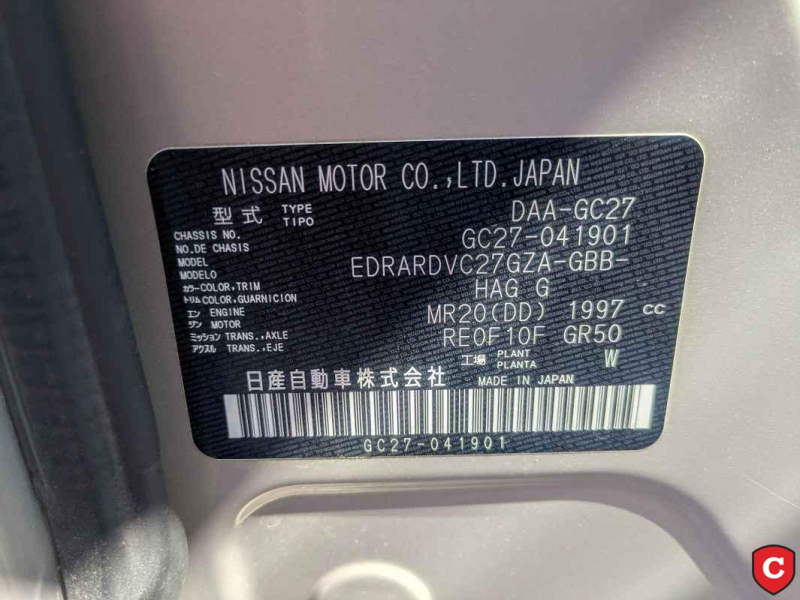 NISSAN MOTOR CO.,LTD.JAPAN
型式 TYPE TIPO DAA-GC27
CHASSIS NO. NO.DE CHASIS GC27-041901
MODEL MODELO EDRARDVC27GZA-GBB-
カラー COLOR,TRIM トリム COLOR,GUARNICION HAG G
エン ENGINE ジン MOTOR MR20(DD) 1997 CC
ミッション TRANS.,AXLE アクスル TRANS.,EJE RE0F10F GR50
工場 PLANT PLANTA W
日産自動車株式会社 MADE IN JAPAN
GC27-041901
C